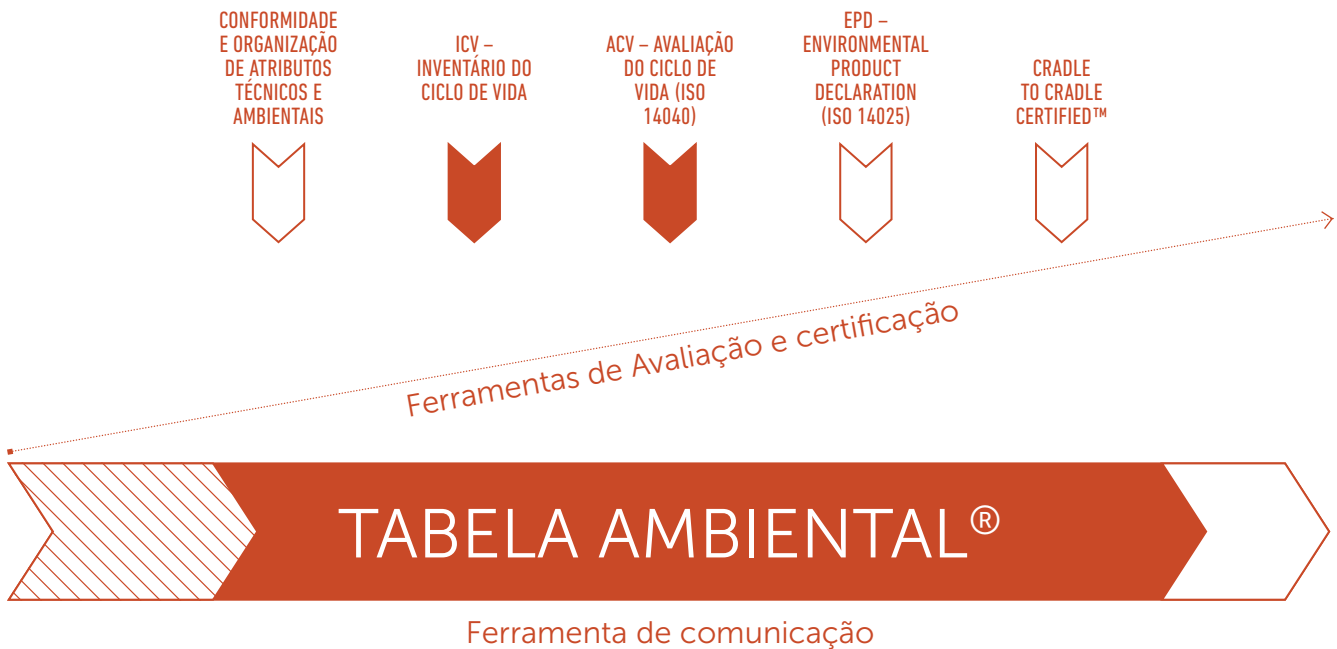 CONFORMIDADE
E ORGANIZAÇÃO
DE ATRIBUTOS
TÉCNICOS E
AMBIENTAIS
ICV –
INVENTÁRIO DO
CICLO DE VIDA
ACV – AVALIAÇÃO
DO CICLO DE
VIDA (ISO
14040)
EPD –
ENVIRONMENTAL
PRODUCT
DECLARATION
(ISO 14025)
CRADLE
TO CRADLE
CERTIFIED™
Ferramentas de Avaliação e certificação
TABELA AMBIENTAL®
Ferramenta de comunicação